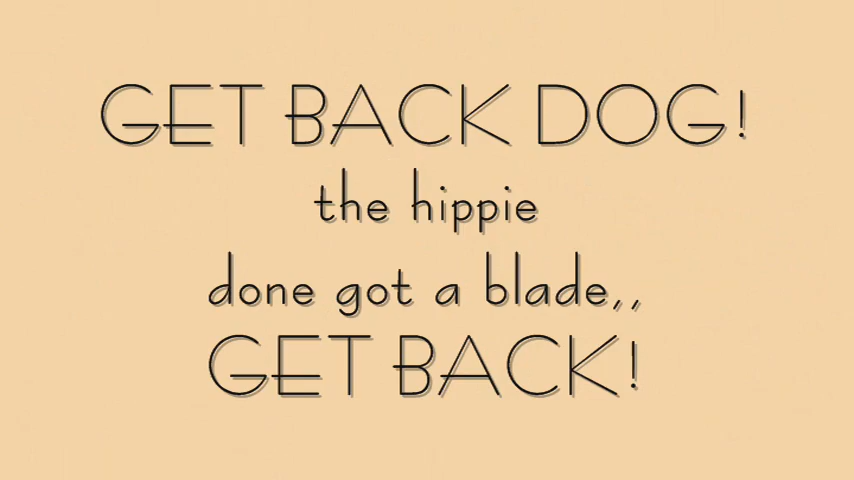 GET BACK DOG!
the hippie
done got a blade,,
GET BACK!